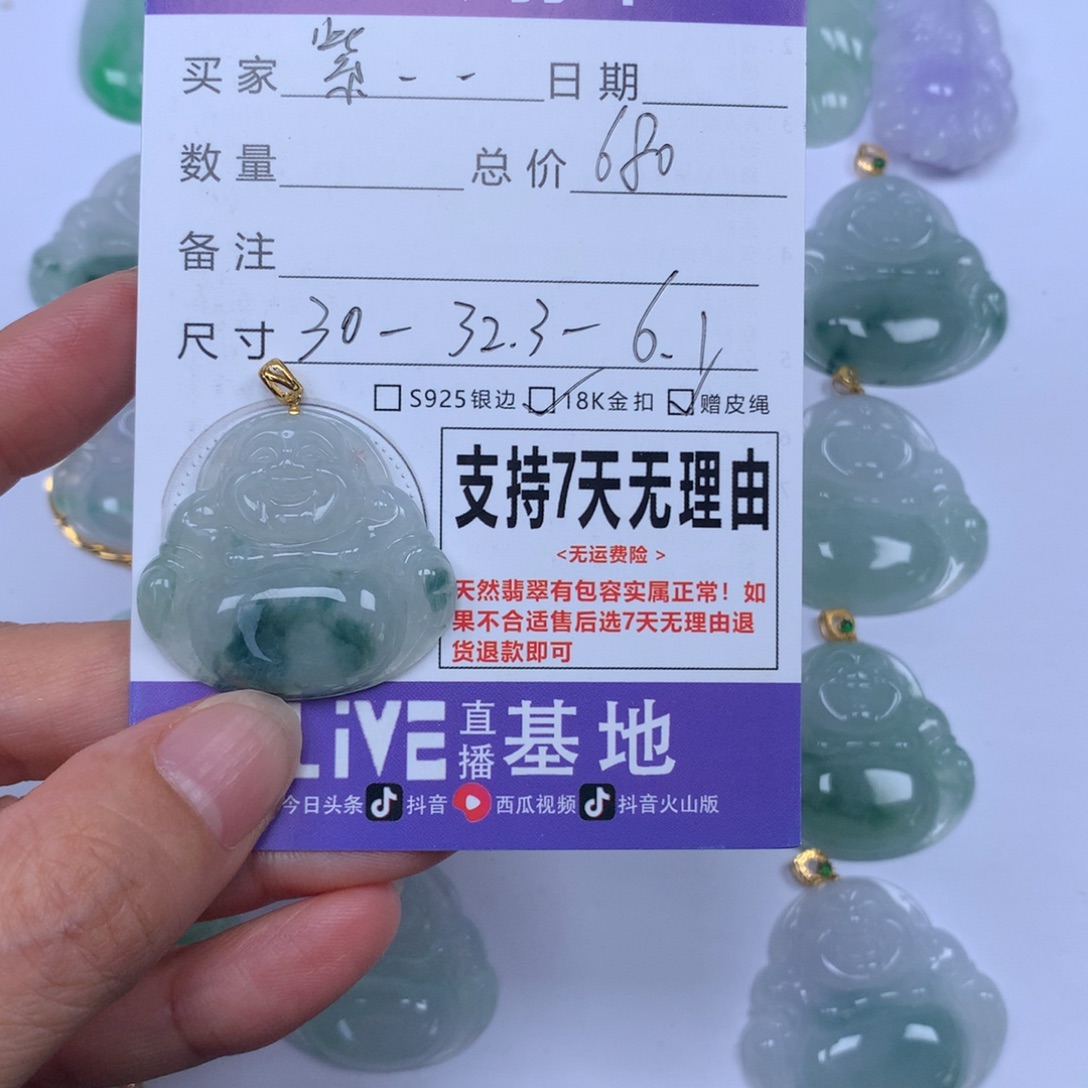 买家 紫-- 日期
数量 总价 680
备注
尺寸 30-32.3-6.1
S925银边 18K金扣 赠皮绳
支持7天无理由
<无运费险>
天然翡翠有包容实属正常！如
果不合适售后选7天无理由退
货退款即可
LiVE 直播 基地
今日头条 抖音 西瓜视频 抖音火山版